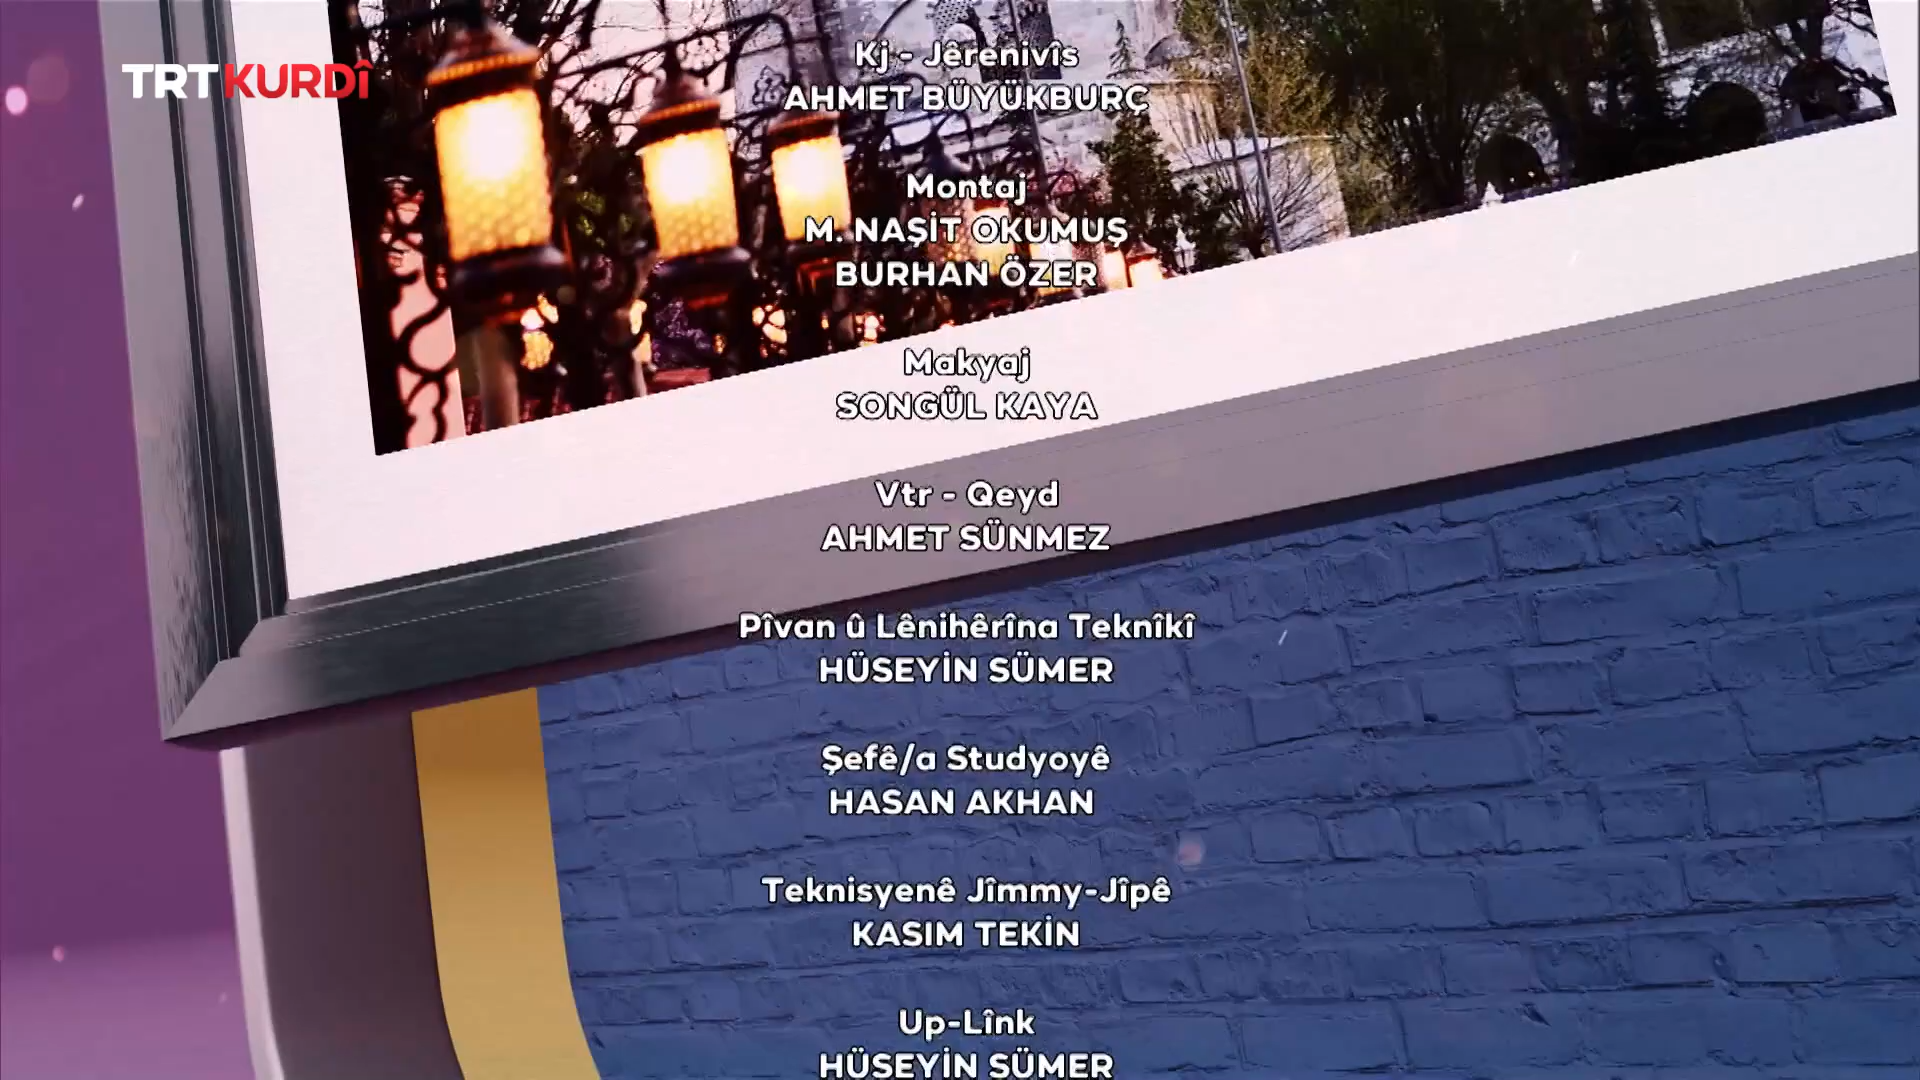 TRT KURDÎ
Kj - Jêrenivîs
AHMET BÜYÜKBURÇ
Montaj
M. NAŞİT OKUMUŞ
BURHAN ÖZER
Makyaj
SONGÜL KAYA
Vtr - Qeyd
AHMET SÜNMEZ
Pîvan û Lênihêrîna Teknîkî
HÜSEYİN SÜMER
Şefê/a Studyoyê
HASAN AKHAN
Teknisyenê Jîmmy-Jîpê
KASIM TEKİN
Up-Lînk
HÜSEYİN SÜMER